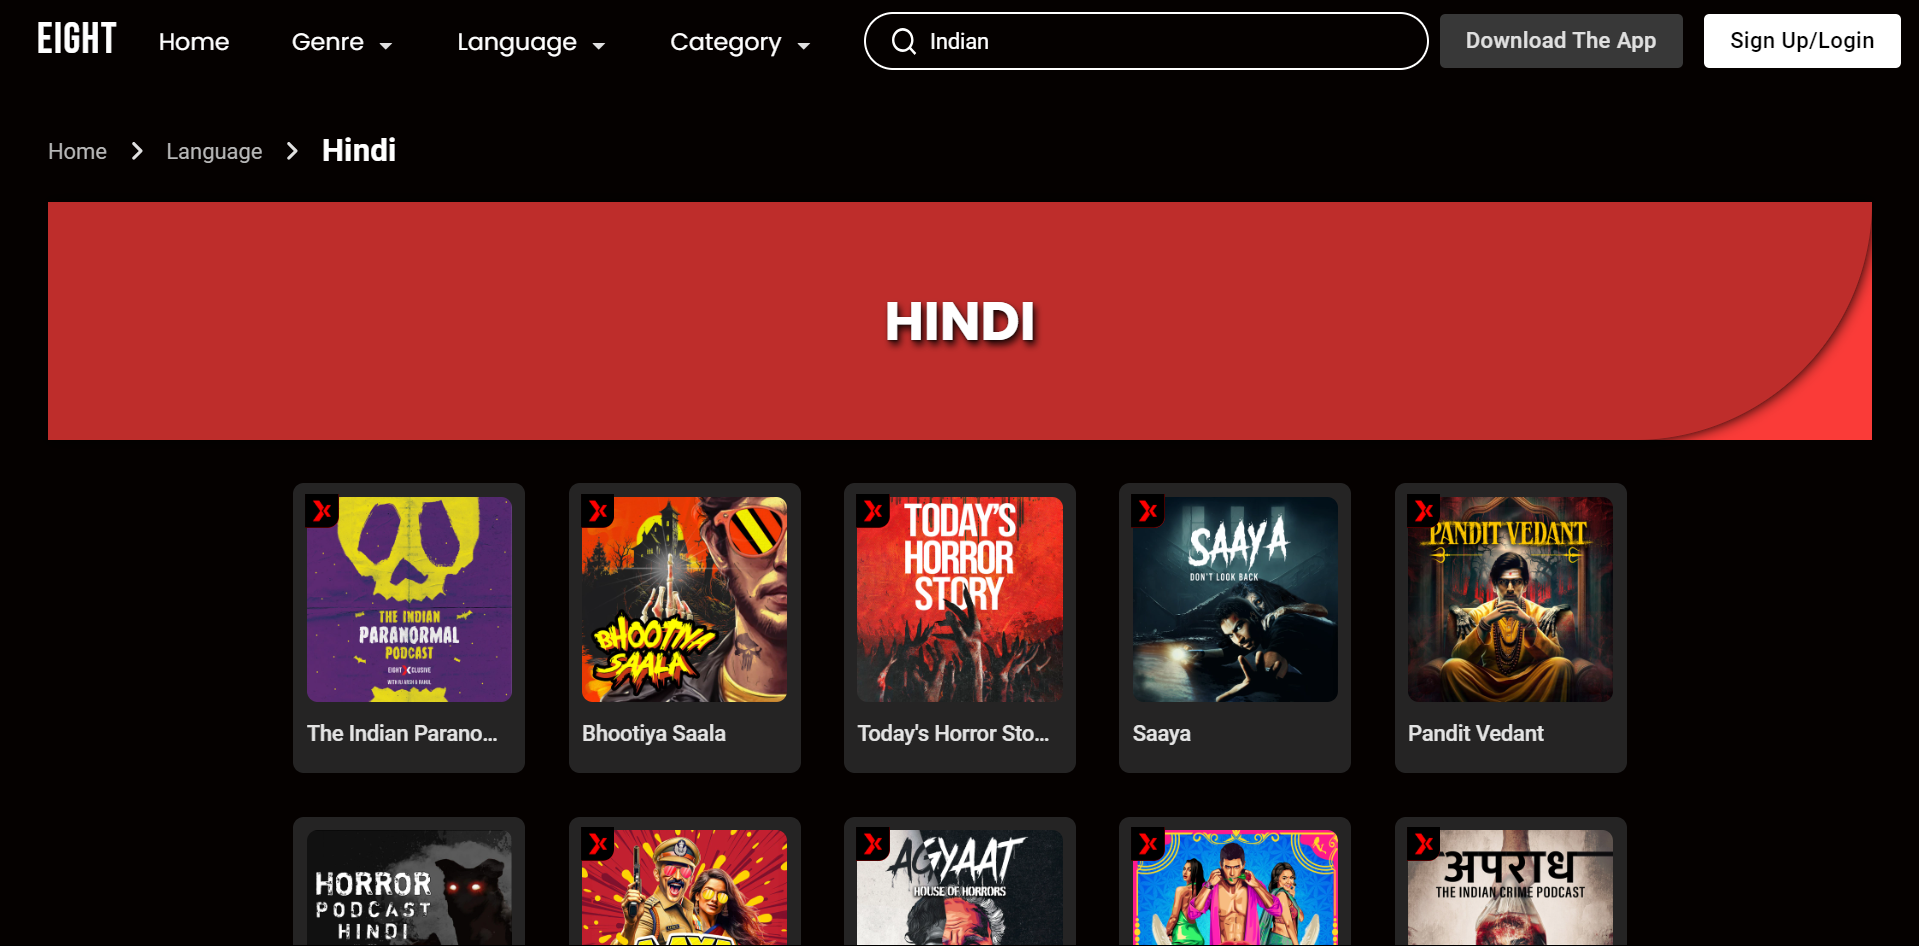 EIGHT
Home
Genre
Language
Category
Indian
Download The App
Sign Up/Login
Home
Language
Hindi
HINDI
THE INDIAN
PARANORMAL
PODCAST
EIGHT XCLUSIVE
The Indian Parano...
BHOOTIYA
SAALA
Bhootiya Saala
TODAY'S
HORROR
STORY
Today's Horror Sto...
SAAYA
DON'T LOOK BACK
Saaya
PANDIT VEDANT
Pandit Vedant
HORROR
PODCAST
HINDI
AGYAAT
HOUSE OF HORRORS
अपराध
THE INDIAN CRIME PODCAST